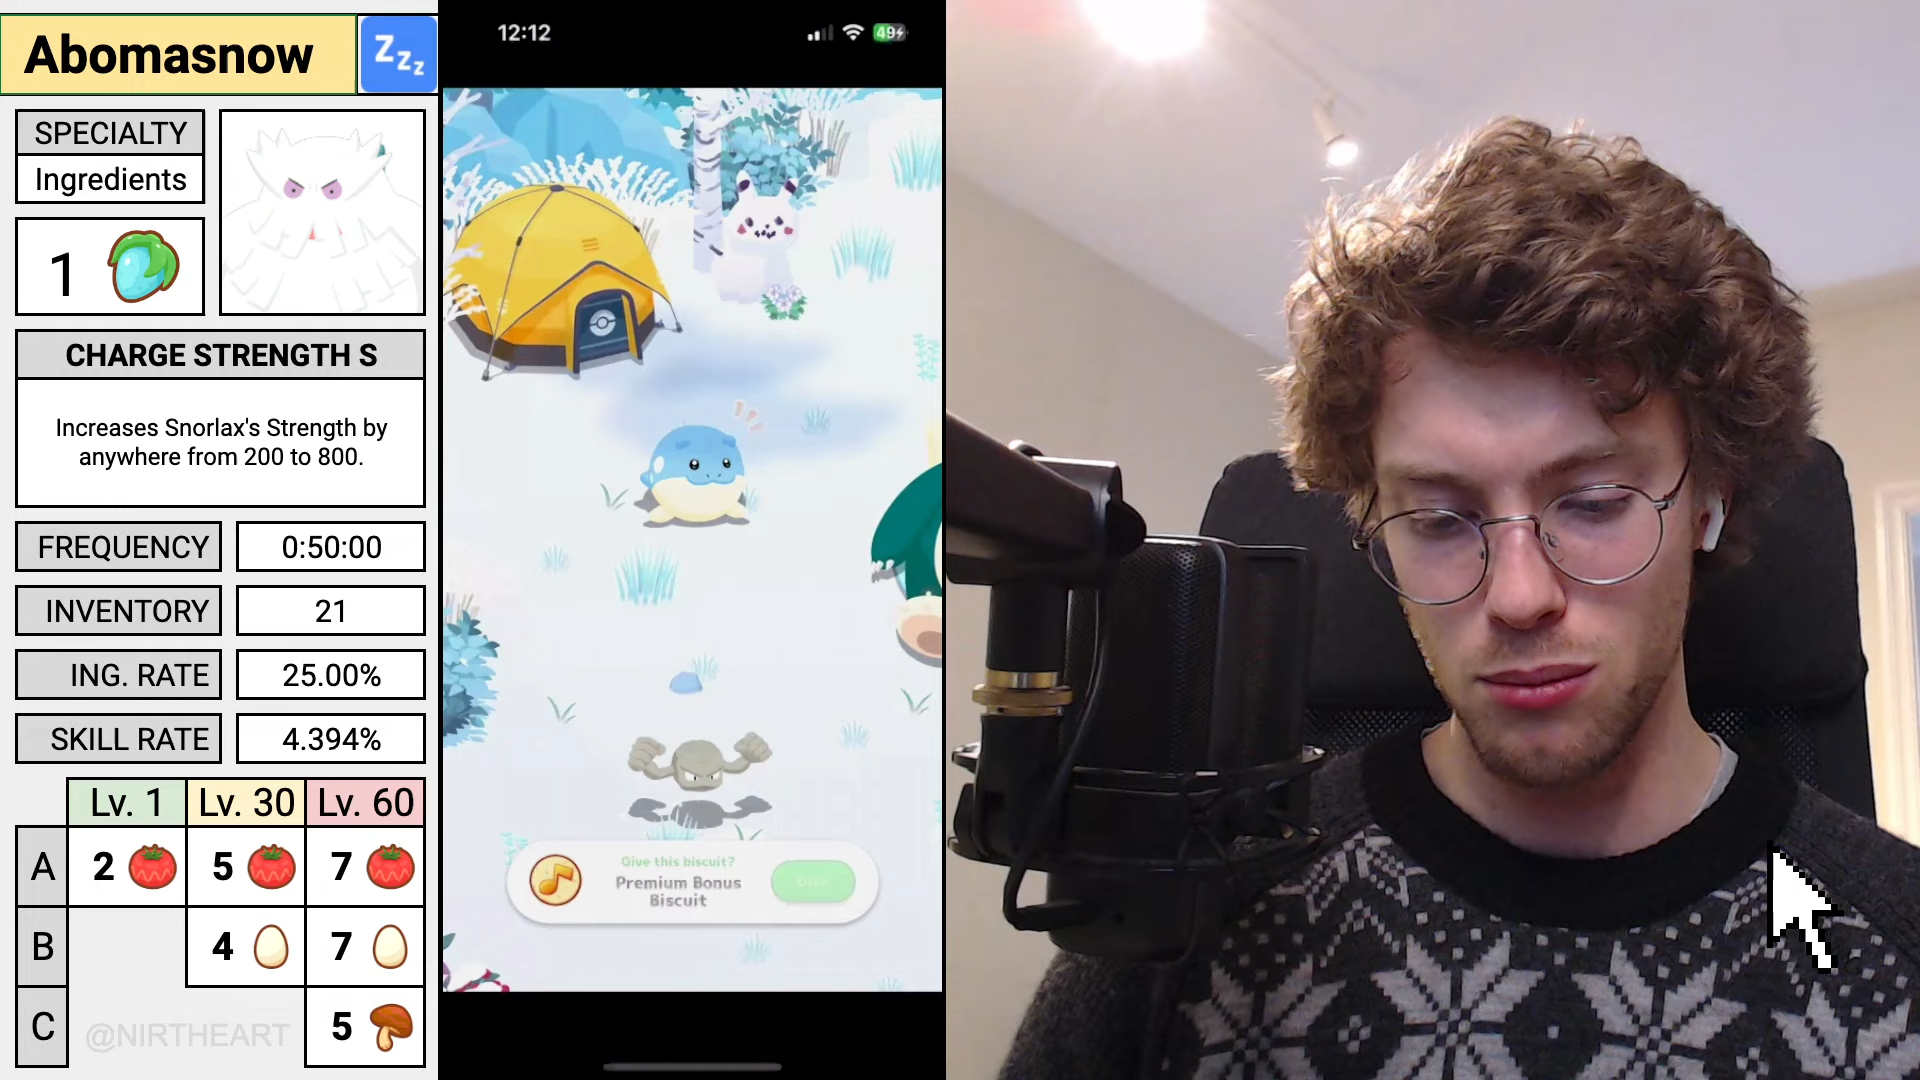 Abomasnow
Zzz
SPECIALTY
Ingredients
1
CHARGE STRENGTH S
Increases Snorlax's Strength by
anywhere from 200 to 800.
FREQUENCY 0:50:00
INVENTORY 21
ING. RATE 25.00%
SKILL RATE 4.394%
Lv. 1 Lv. 30 Lv. 60
A 2 5 7
B 4 7
C 5
@NIRTHEART
12:12
49
Give this biscuit?
Premium Bonus
Biscuit
Give